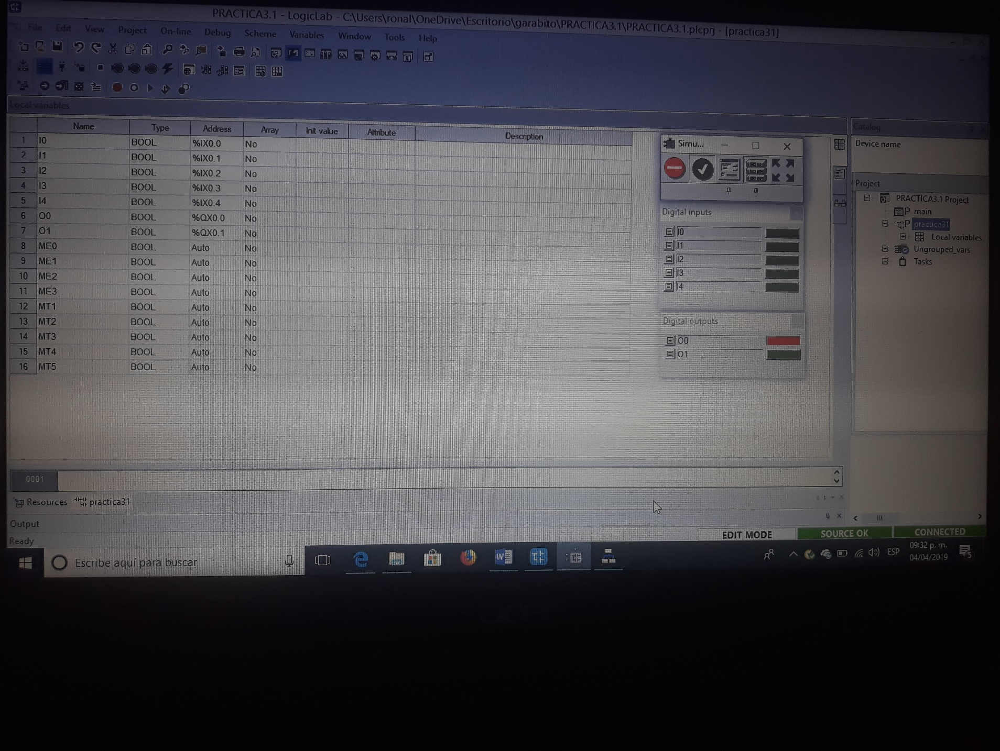 PRACTICA3.1 - LogicLab - C:\Users\ronal\OneDrive\Escritorio\garabito\PRACTICA3.1\PRACTICA3.1.plcprj - [practica31]
File Edit View Project On-line Debug Scheme Variables Window Tools Help
Local variables
Name Type Address Array Init value Attribute Description
1 I0 BOOL %IX0.0 No ..
2 I1 BOOL %IX0.1 No
3 I2 BOOL %IX0.2 No
4 I3 BOOL %IX0.3 No
5 I4 BOOL %IX0.4 No
6 O0 BOOL %QX0.0 No
7 O1 BOOL %QX0.1 No
8 ME0 BOOL Auto No ..
9 ME1 BOOL Auto No
10 ME2 BOOL Auto No ..
11 ME3 BOOL Auto No ..
12 MT1 BOOL Auto No ..
13 MT2 BOOL Auto No ..
14 MT3 BOOL Auto No ..
15 MT4 BOOL Auto No ..
16 MT5 BOOL Auto No ..
Simu...
Digital inputs
I0
I1
I2
I3
I4
Digital outputs
O0
O1
Catalog
Device name
Project
PRACTICA3.1 Project
P main
P practica31
Local variables
Ungrouped_vars
Tasks
0001
Resources practica31
Output
Ready
EDIT MODE SOURCE OK CONNECTED
Escribe aquí para buscar
ESP
09:32 p. m.
04/04/2019
5
acer